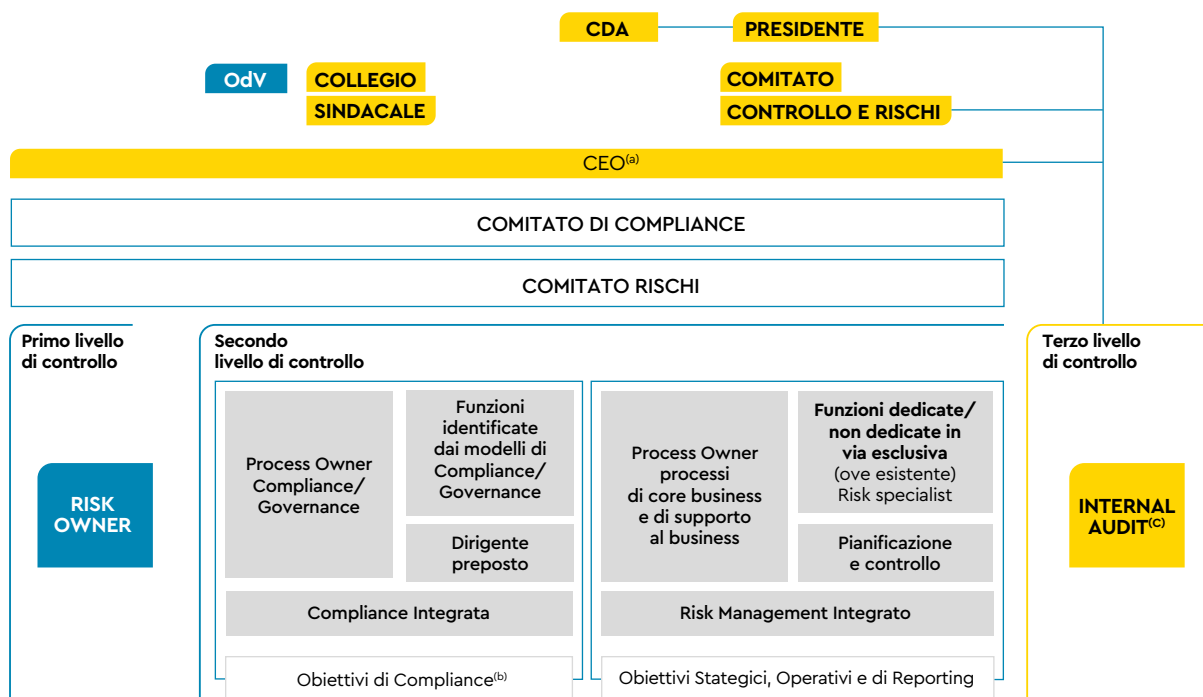 CDA
PRESIDENTE
OdV
COLLEGIO
SINDACALE
COMITATO
CONTROLLO E RISCHI
CEO(a)
COMITATO DI COMPLIANCE
COMITATO RISCHI
Primo livello
di controllo
RISK
OWNER
Secondo
livello di controllo
Process Owner
Compliance/
Governance
Funzioni
identificate
dai modelli di
Compliance/
Governance
Dirigente
preposto
Compliance Integrata
Obiettivi di Compliance(b)
Process Owner
processi
di core business
e di supporto
al business
Funzioni dedicate/
non dedicate in
via esclusiva
(ove esistente)
Risk specialist
Pianificazione
e controllo
Risk Management Integrato
Obiettivi Stategici, Operativi e di Reporting
Terzo livello
di controllo
INTERNAL
AUDIT(C)